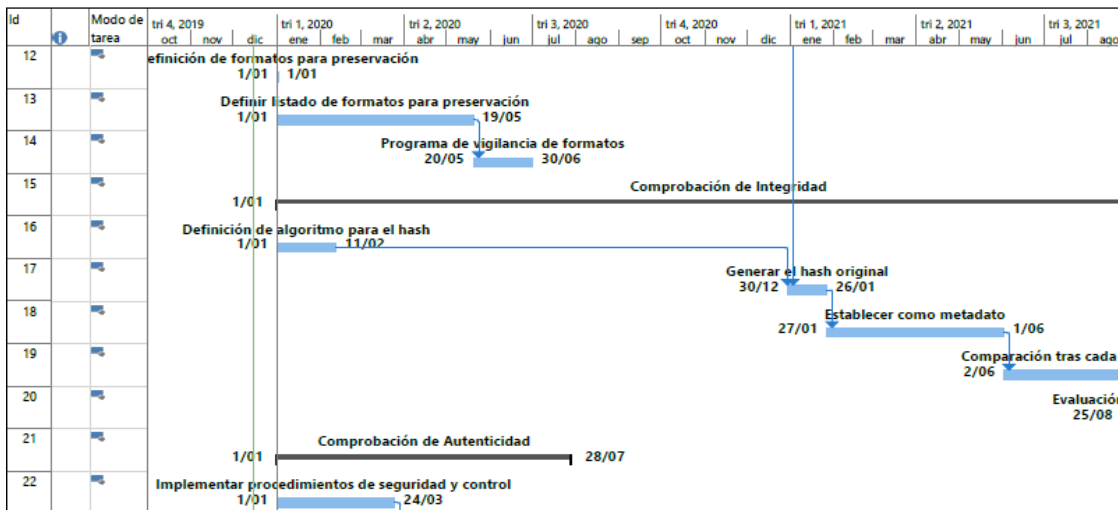 Id Modo de tarea tri 4, 2019 tri 1, 2020 tri 2, 2020 tri 3, 2020 tri 4, 2020 tri 1, 2021 tri 2, 2021 tri 3, 2021
oct nov dic ene feb mar abr may jun jul ago sep oct nov dic ene feb mar abr may jun jul ago
12 efinición de formatos para preservación
1/01 1/01
13 Definir listado de formatos para preservación
1/01 19/05
14 Programa de vigilancia de formatos
20/05 30/06
15 Comprobación de Integridad
1/01
16 Definición de algoritmo para el hash
1/01 11/02
17 Generar el hash original
30/12 26/01
18 Establecer como metadato
27/01 1/06
19 Comparación tras cada
2/06
20 Evaluación
25/08
21 Comprobación de Autenticidad
1/01 28/07
22 Implementar procedimientos de seguridad y control
1/01 24/03